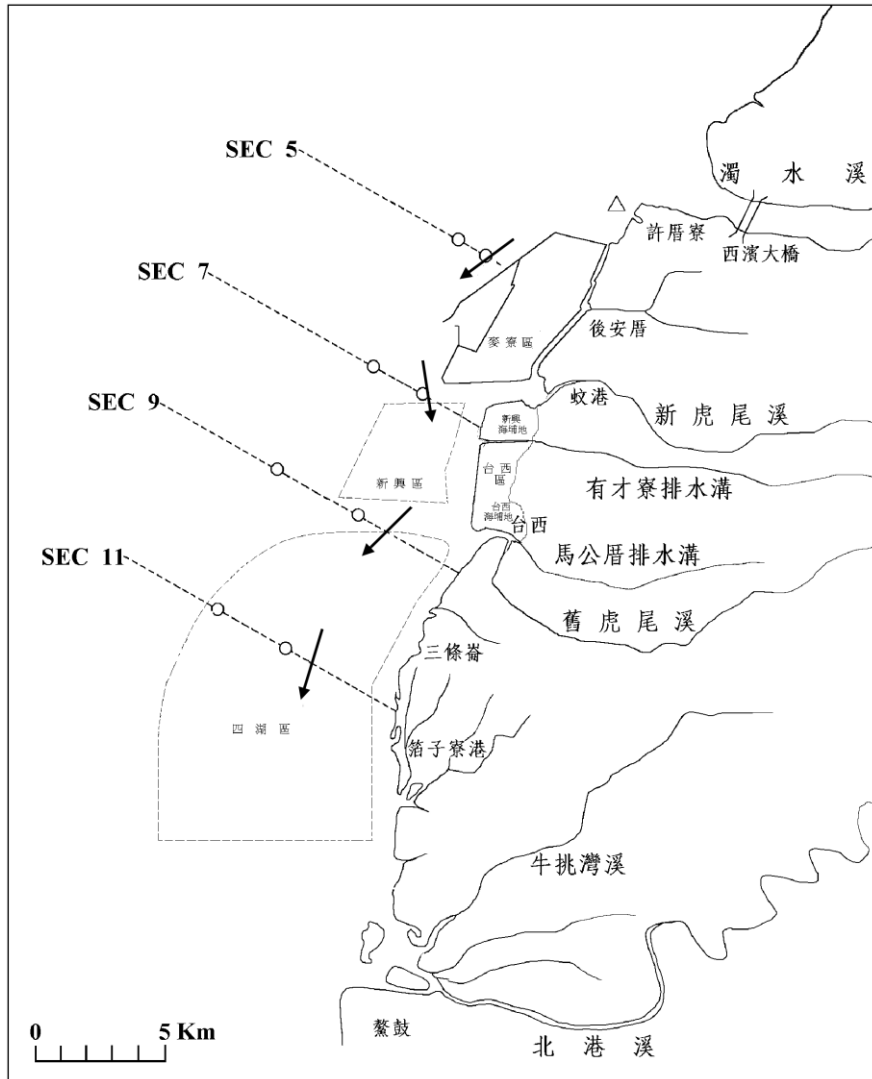 SEC 5
濁水溪
許厝寮
西濱大橋
SEC 7
後安厝
麥寮區
SEC 9
蚊港
新虎尾溪
新興
海埔地
台西
區
新興區
有才寮排水溝
台西
海埔地
台西
SEC 11
馬公厝排水溝
舊虎尾溪
三條崙
四湖區
箔子寮港
牛挑灣溪
0 5 Km
鰲鼓
北港溪